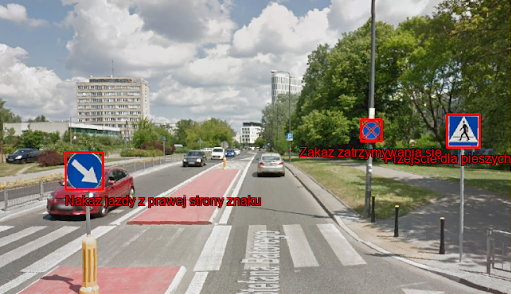 Zakaz zatrzymywania się
Przejście dla pieszych
Nakaz jazdy z prawej strony znaku